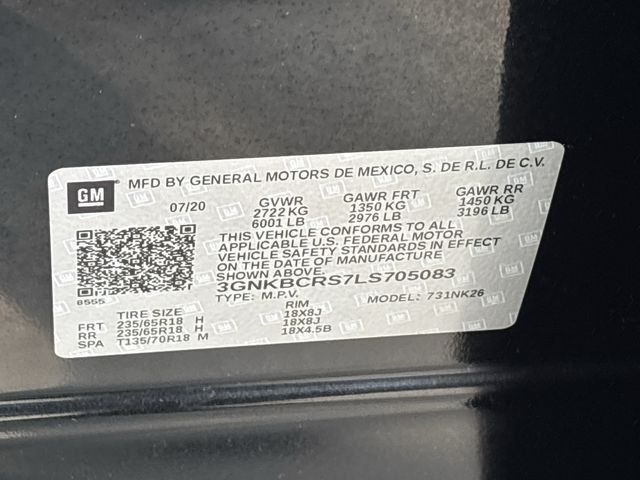 GM
MFD BY GENERAL MOTORS DE MEXICO, S. DE R.L. DE C.V.
07/20 GVWR GAWR FRT GAWR RR
2722 KG 1350 KG 1450 KG
6001 LB 2976 LB 3196 LB
THIS VEHICLE CONFORMS TO ALL
APPLICABLE U.S. FEDERAL MOTOR
VEHICLE SAFETY STANDARDS IN EFFECT
ON THE DATE OF MANUFACTURE
SHOWN ABOVE.
3GNKBCRS7LS705083
TYPE: M.P.V. MODEL: 731NK26
8555
TIRE SIZE RIM
FRT 235/65R18 H 18X8J
RR 235/65R18 H 18X8J
SPA T135/70R18 M 18X4.5B